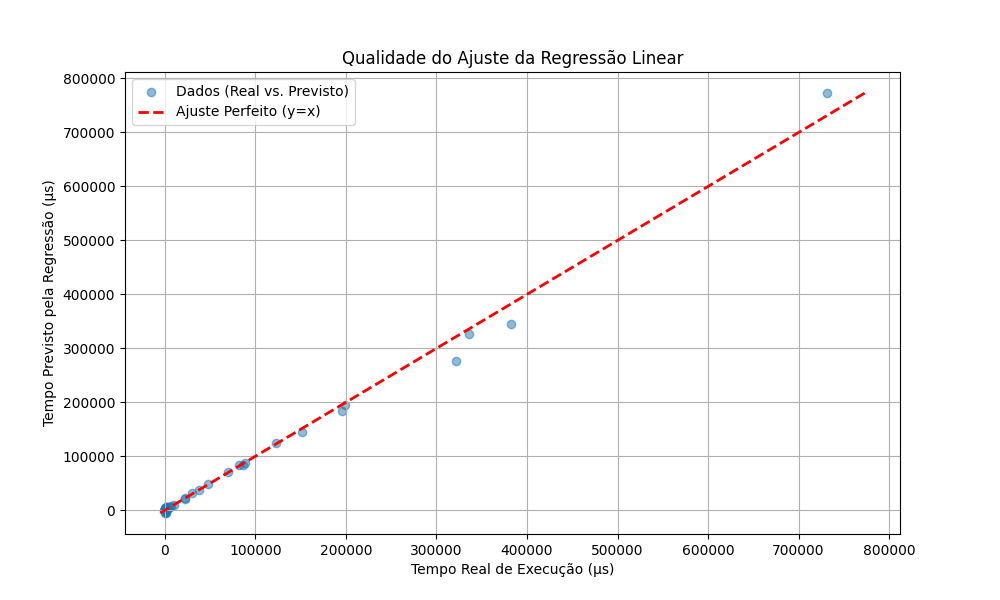 Qualidade do Ajuste da Regressão Linear
Dados (Real vs. Previsto)
Ajuste Perfeito (y=x)
Tempo Previsto pela Regressão (µs)
800000
700000
600000
500000
400000
300000
200000
100000
0
0 100000 200000 300000 400000 500000 600000 700000 800000
Tempo Real de Execução (µs)